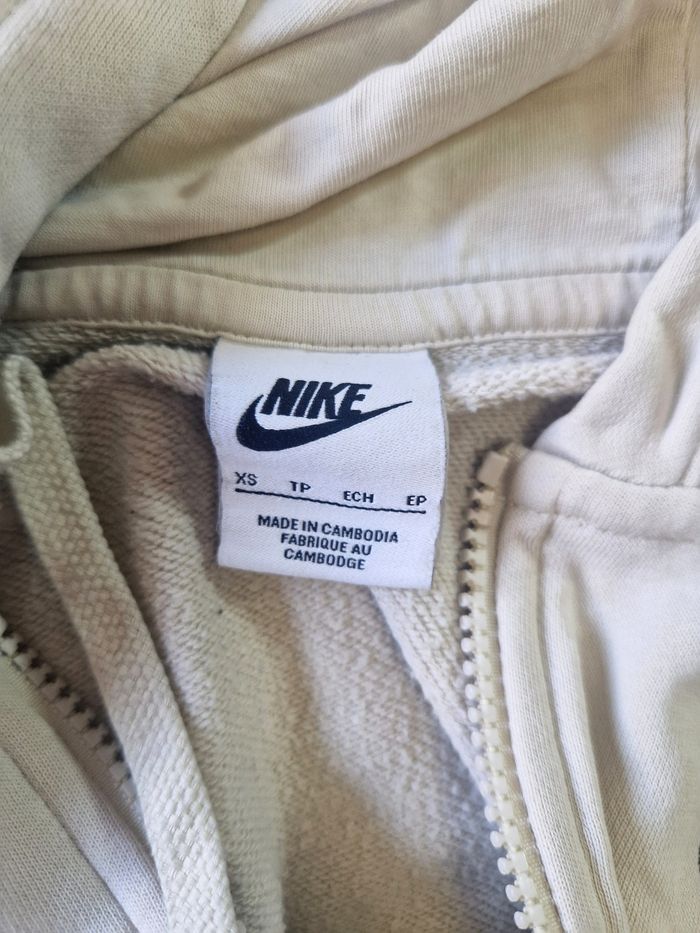 NIKE
XS TP ECH EP
MADE IN CAMBODIA
FABRIQUE AU
CAMBODGE